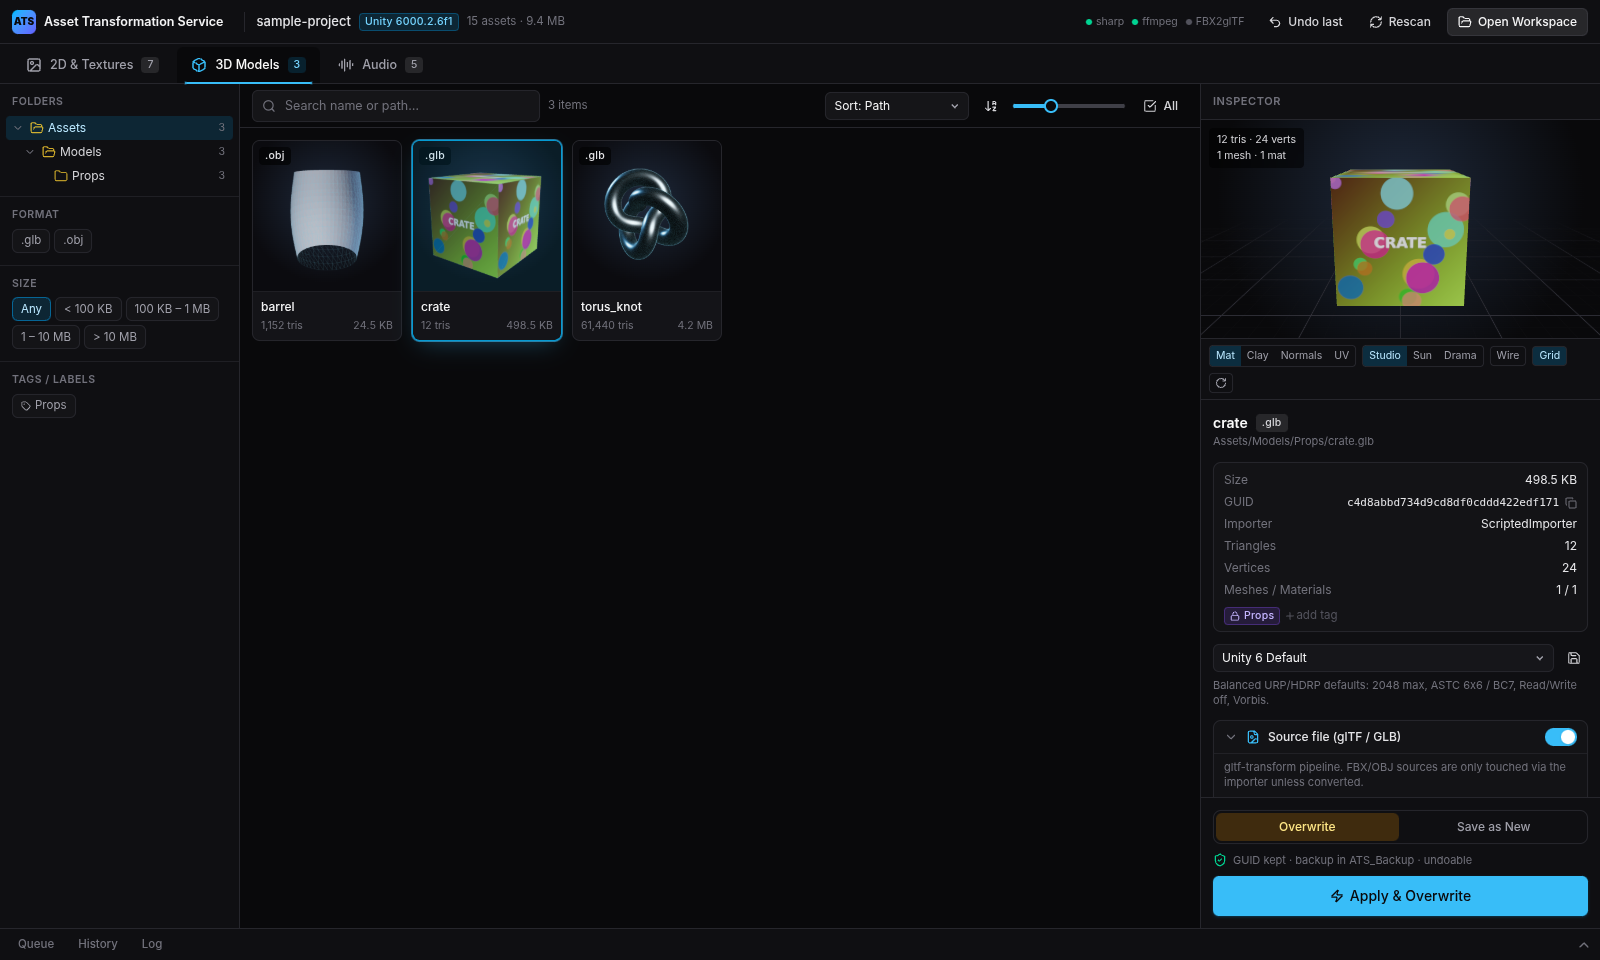 ATS Asset Transformation Service
sample-project Unity 6000.2.6f1 15 assets · 9.4 MB
sharp ffmpeg FBX2glTF Undo last Rescan Open Workspace
2D & Textures 7 3D Models 3 Audio 5
FOLDERS
Assets 3
Models 3
Props 3
FORMAT
.glb .obj
SIZE
Any < 100 KB 100 KB – 1 MB
1 – 10 MB > 10 MB
TAGS / LABELS
Props
Search name or path... 3 items Sort: Path All
.obj
barrel
1,152 tris 24.5 KB
.glb
CRATE CRATE
crate
12 tris 498.5 KB
.glb
torus_knot
61,440 tris 4.2 MB
INSPECTOR
12 tris · 24 verts
1 mesh · 1 mat
CRATE
Mat Clay Normals UV Studio Sun Drama Wire Grid
crate .glb
Assets/Models/Props/crate.glb
Size 498.5 KB
GUID c4d8abbd734d9cd8df0cddd422edf171
Importer ScriptedImporter
Triangles 12
Vertices 24
Meshes / Materials 1 / 1
Props + add tag
Unity 6 Default
Balanced URP/HDRP defaults: 2048 max, ASTC 6x6 / BC7, Read/Write
off, Vorbis.
Source file (glTF / GLB)
gltf-transform pipeline. FBX/OBJ sources are only touched via the
importer unless converted.
Overwrite Save as New
GUID kept · backup in ATS_Backup · undoable
Apply & Overwrite
Queue History Log